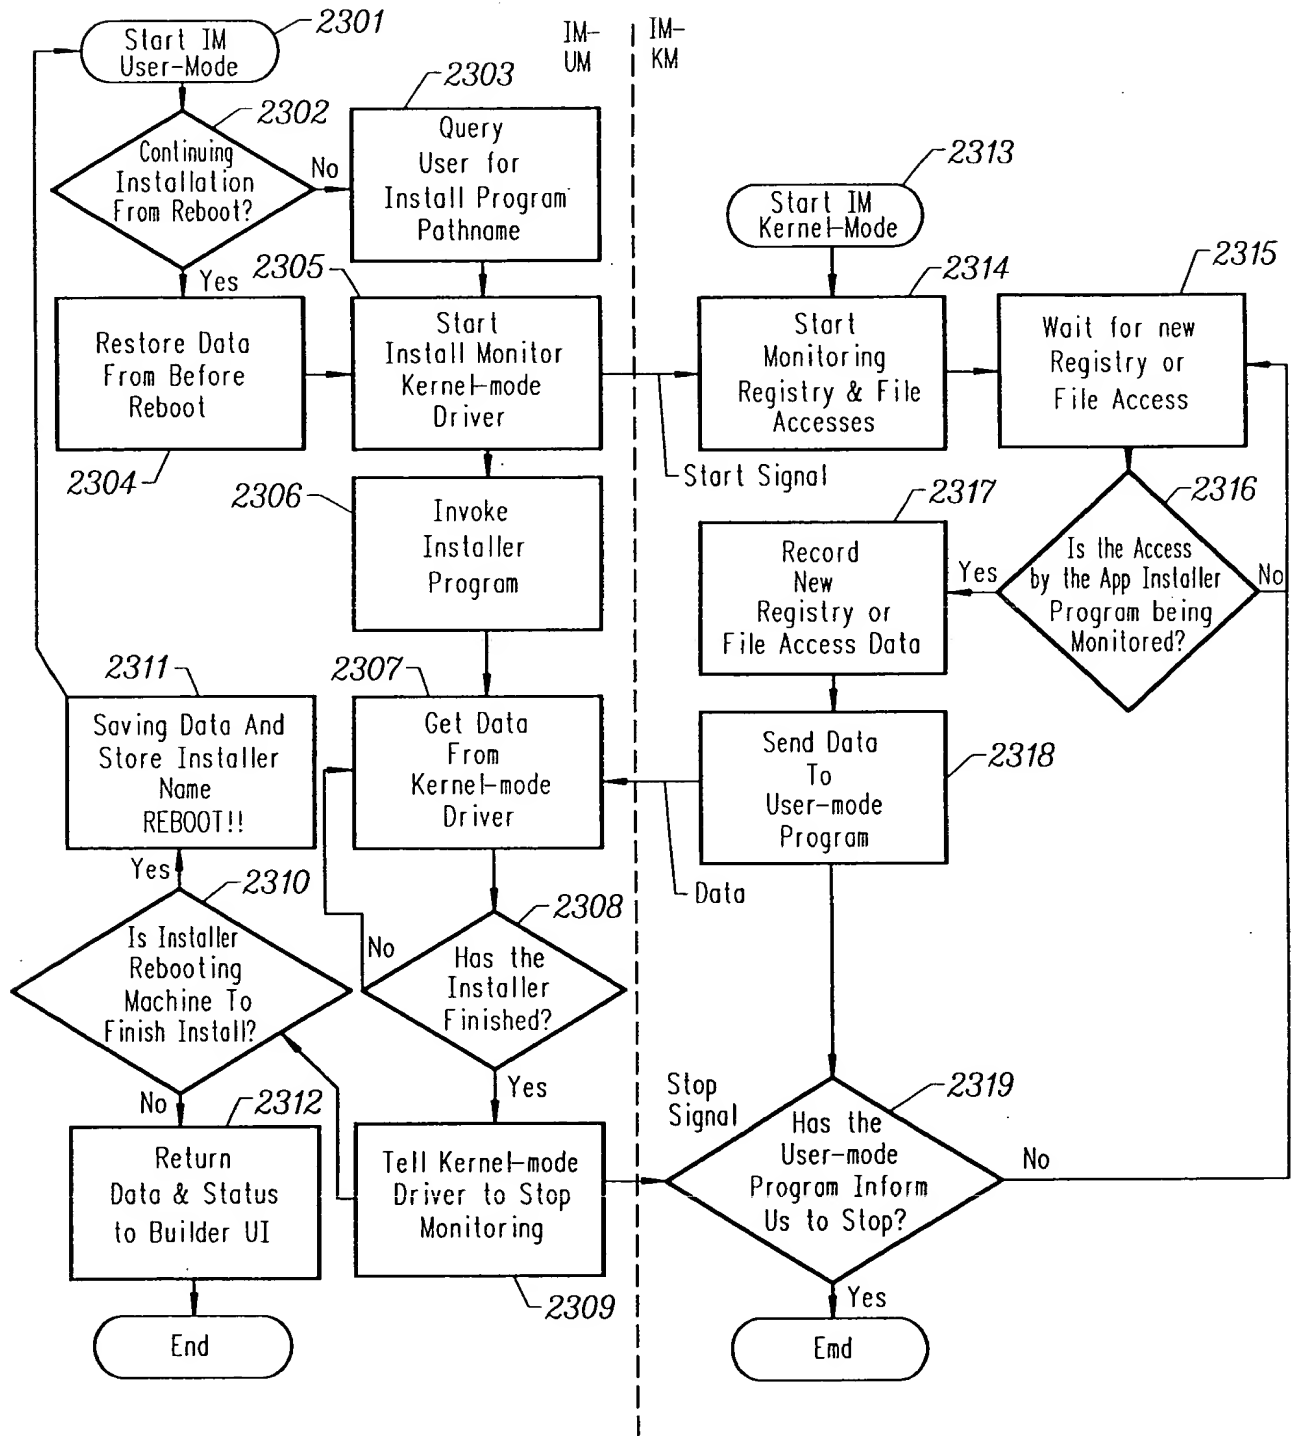 Start IM
User-Mode
2301
IM-
UM
IM-
KM
2302
Continuing
Installation
From Reboot?
No
Yes
2303
Query
User for
Install Program
Pathname
2313
Start IM
Kernel-Mode
Restore Data
From Before
Reboot
2304
2305
Start
Install Monitor
Kernel-mode
Driver
2314
Start
Monitoring
Registry & File
Accesses
Start Signal
2315
Wait for new
Registry or
File Access
2306
Invoke
Installer
Program
2317
Record
New
Registry or
File Access Data
Yes
2316
Is the Access
by the App Installer
Program being
Monitored?
No
2311
Saving Data And
Store Installer
Name
REBOOT!!
Yes
2307
Get Data
From
Kernel-mode
Driver
Send Data
To
User-mode
Program
2318
Data
2310
Is Installer
Rebooting
Machine To
Finish Install?
No
2308
No
Has the
Installer
Finished?
Yes
2312
Return
Data & Status
to Builder UI
End
Tell Kernel-mode
Driver to Stop
Monitoring
2309
Stop
Signal
2319
Has the
User-mode
Program Inform
Us to Stop?
No
Yes
Emd